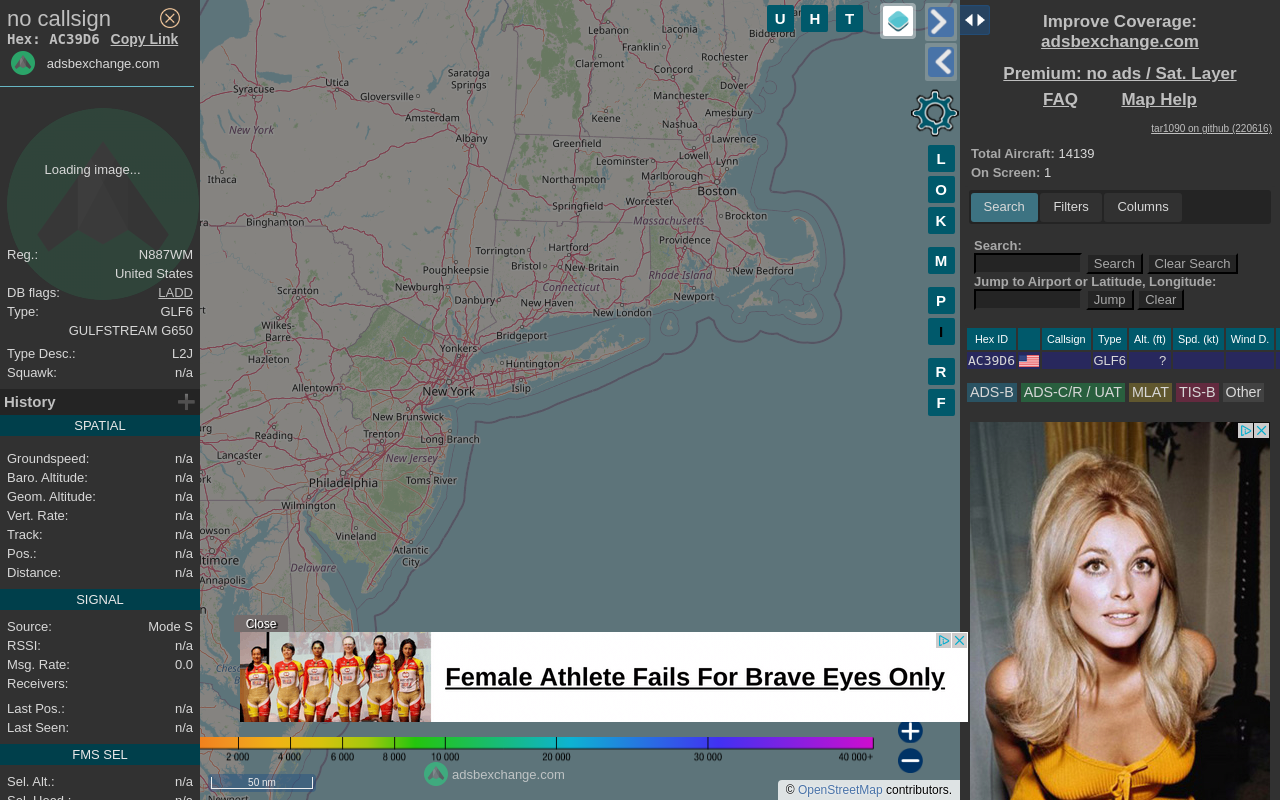 no callsign
Hex: AC39D6 Copy Link
adsbexchange.com
Loading image...
Reg.: N887WM
United States
DB flags: LADD
Type: GLF6
GULFSTREAM G650
Type Desc.: L2J
Squawk: n/a
History
SPATIAL
Groundspeed: n/a
Baro. Altitude: n/a
Geom. Altitude: n/a
Vert. Rate: n/a
Track: n/a
Pos.: n/a
Distance: n/a
SIGNAL
Source: Mode S
RSSI: n/a
Msg. Rate: 0.0
Receivers:
Last Pos.: n/a
Last Seen: n/a
FMS SEL
Sel. Alt.: n/a
U H T
L
O
K
M
P
I
R
F
Lebanon
Laconia
Biddeford
Franklin
Claremont
Rochester
Concord
Dover
Saratoga
Springs
Utica
Syracuse
Gloversville
Manchester
Amesbury
Amsterdam
Keene
Nashua
New York
Albany
Lawrence
Greenfield
Lowell
Leominster
Lynn
Ithaca
Northampton
Marlborough
Boston
Worcester
Springfield
Binghamton
Massachusetts
Brockton
Providence
Hartford
Torrington
Bristol
New Britain
Poughkeepsie
New Bedford
Rhode Island
Connecticut
Scranton
Danbury
New Haven
Newport
Newburgh
New London
Wilkes-
Barre
Bridgeport
Yonkers
Hazleton
Huntington
New York
Islip
Allentown
New Brunswick
Reading
Trenton
Long Branch
Lancaster
New Jersey
Philadelphia
Toms River
Wilmington
Vineland
Atlantic
City
Annapolis
Delaware
Close
Female Athlete Fails For Brave Eyes Only
2 000 4 000 6 000 8 000 10 000 20 000 30 000 40 000+
adsbexchange.com
50 nm
© OpenStreetMap contributors.
Improve Coverage:
adsbexchange.com
Premium: no ads / Sat. Layer
FAQ Map Help
tar1090 on github (220616)
Total Aircraft: 14139
On Screen: 1
Search Filters Columns
Search:
Search Clear Search
Jump to Airport or Latitude, Longitude:
Jump Clear
Hex ID Callsign Type Alt. (ft) Spd. (kt) Wind D.
AC39D6 GLF6 ?
ADS-B ADS-C/R / UAT MLAT TIS-B Other